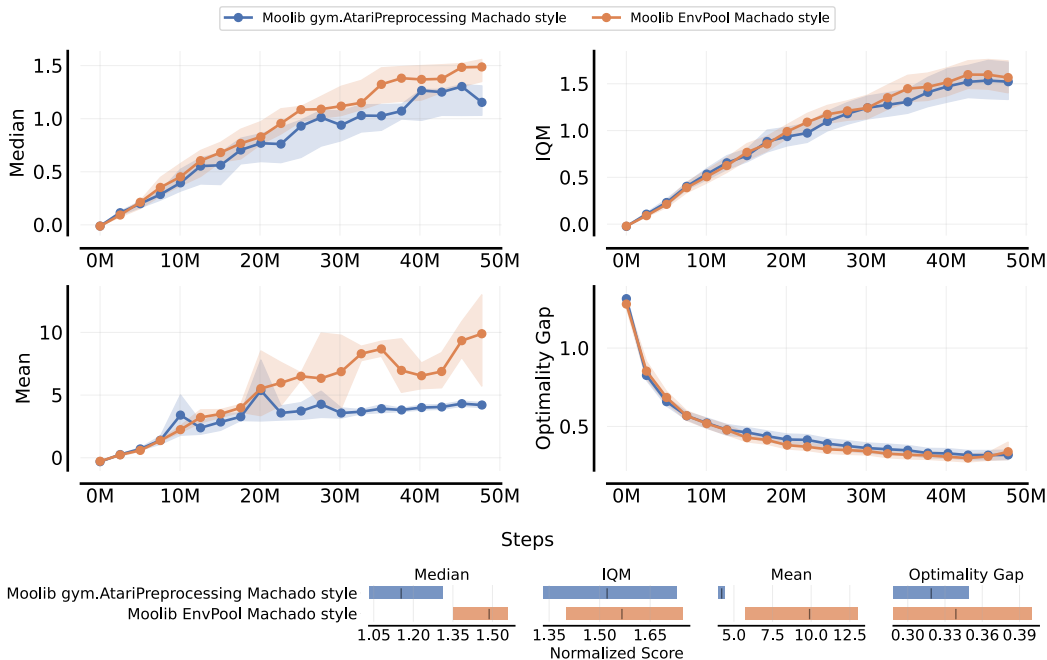 Moolib gym.AtariPreprocessing Machado style
Moolib EnvPool Machado style
Median
1.5
1.0
0.5
0.0
0M 10M 20M 30M 40M 50M
IQM
1.5
1.0
0.5
0.0
0M 10M 20M 30M 40M 50M
Mean
10
5
0
0M 10M 20M 30M 40M 50M
Optimality Gap
1.0
0.5
0M 10M 20M 30M 40M 50M
Steps
Median IQM Mean Optimality Gap
Moolib gym.AtariPreprocessing Machado style
Moolib EnvPool Machado style
1.05 1.20 1.35 1.50 1.35 1.50 1.65 5.0 7.5 10.0 12.5 0.30 0.33 0.36 0.39
Normalized Score